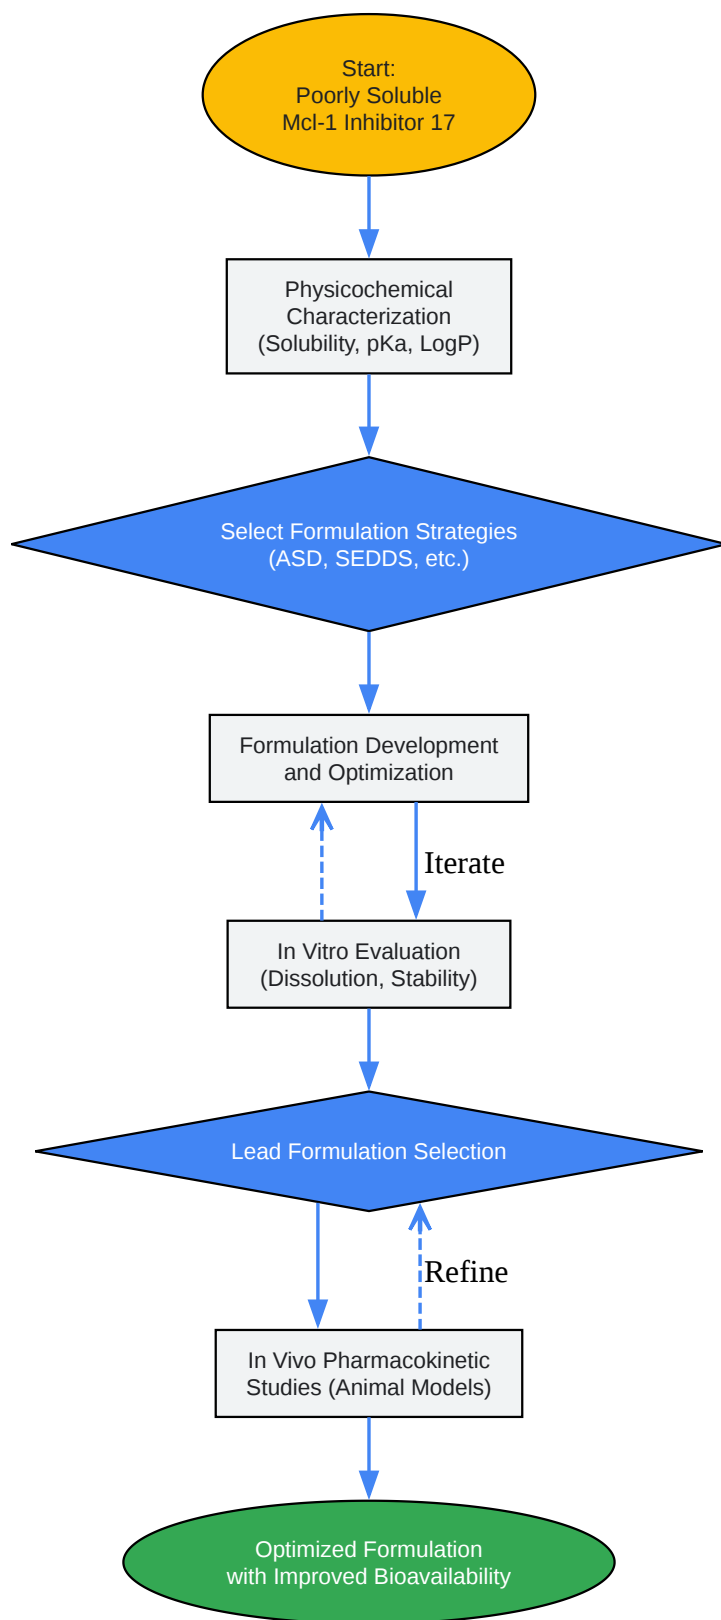 Start:
Poorly Soluble
Mcl-1 Inhibitor 17
Physicochemical
Characterization
(Solubility, pKa, LogP)
Select Formulation Strategies
(ASD, SEDDS, etc.)
Formulation Development
and Optimization
Iterate
In Vitro Evaluation
(Dissolution, Stability)
Lead Formulation Selection
Refine
In Vivo Pharmacokinetic
Studies (Animal Models)
Optimized Formulation
with Improved Bioavailability